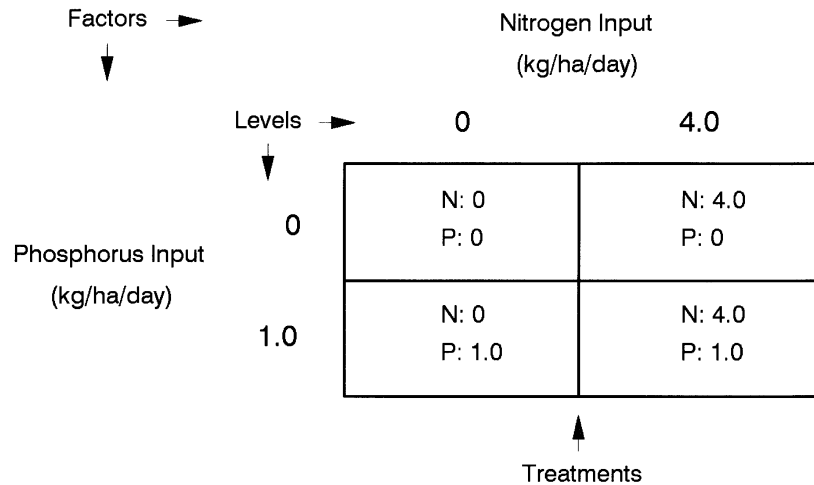 Factors
Nitrogen Input
(kg/ha/day)
Levels
0
4.0
0
N: 0
P: 0
N: 4.0
P: 0
Phosphorus Input
(kg/ha/day)
1.0
N: 0
P: 1.0
N: 4.0
P: 1.0
Treatments